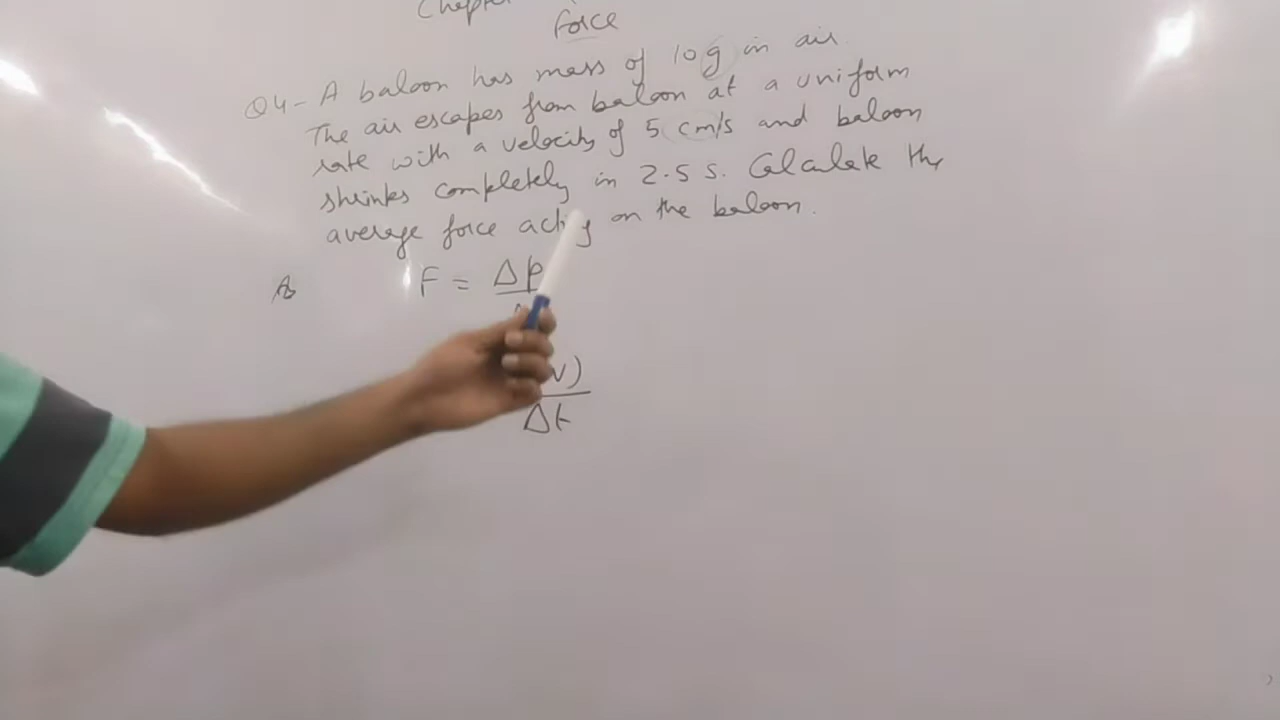 Chapter
Force
Q4- A baloon has mass of 10g in air.
The air escapes from baloon at a uniform
rate with a velocity of 5 cm/s and baloon
shrinks completely in 2.5 s. Calculate the
average force acting on the baloon.
F = Δp
v)
Δt